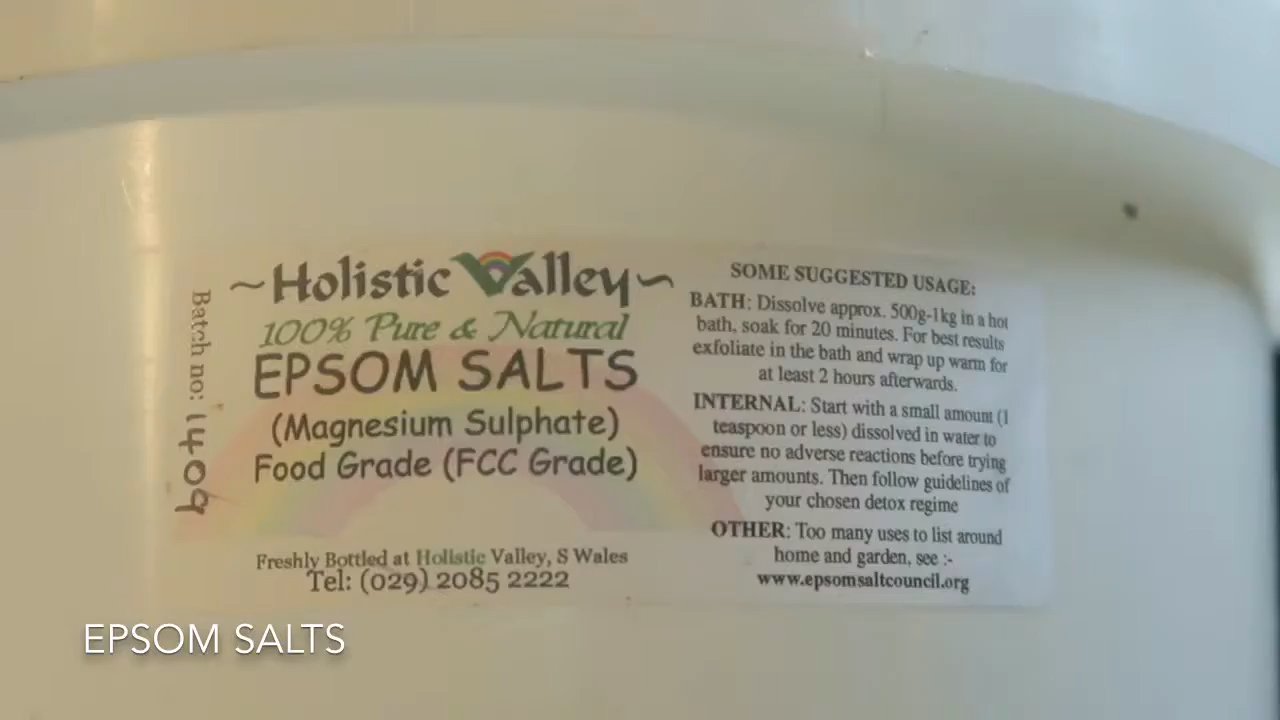 ~Holistic Valley~
100% Pure & Natural
EPSOM SALTS
(Magnesium Sulphate)
Food Grade (FCC Grade)
Freshly Bottled at Holistic Valley, S Wales
Tel: (029) 2085 2222
Batch no: 1409
SOME SUGGESTED USAGE:
BATH: Dissolve approx. 500g-1kg in a hot
bath, soak for 20 minutes. For best results
exfoliate in the bath and wrap up warm for
at least 2 hours afterwards.
INTERNAL: Start with a small amount (1
teaspoon or less) dissolved in water to
ensure no adverse reactions before trying
larger amounts. Then follow guidelines of
your chosen detox regime
OTHER: Too many uses to list around
home and garden, see :-
www.epsomsaltcouncil.org
EPSOM SALTS